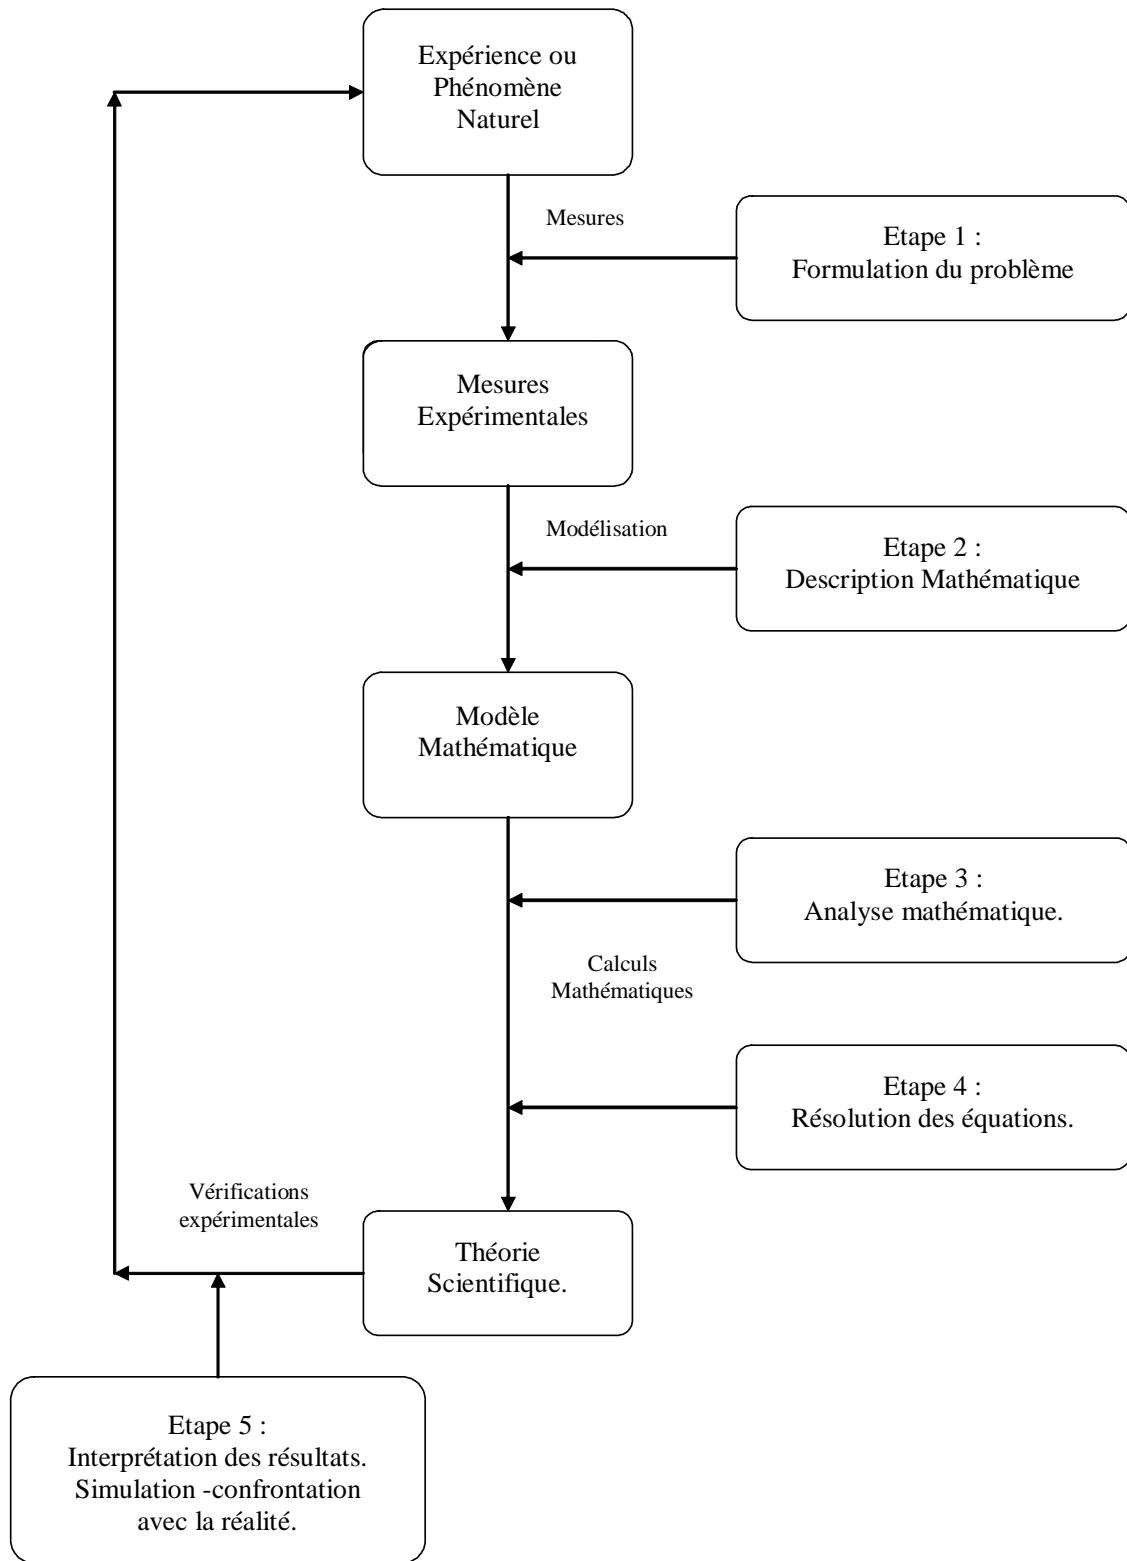 Expérience ou
Phénomène
Naturel
Mesures
Etape 1 :
Formulation du problème
Mesures
Expérimentales
Modélisation
Etape 2 :
Description Mathématique
Modèle
Mathématique
Etape 3 :
Analyse mathématique.
Calculs
Mathématiques
Etape 4 :
Résolution des équations.
Vérifications
expérimentales
Théorie
Scientifique.
Etape 5 :
Interprétation des résultats.
Simulation -confrontation
avec la réalité.